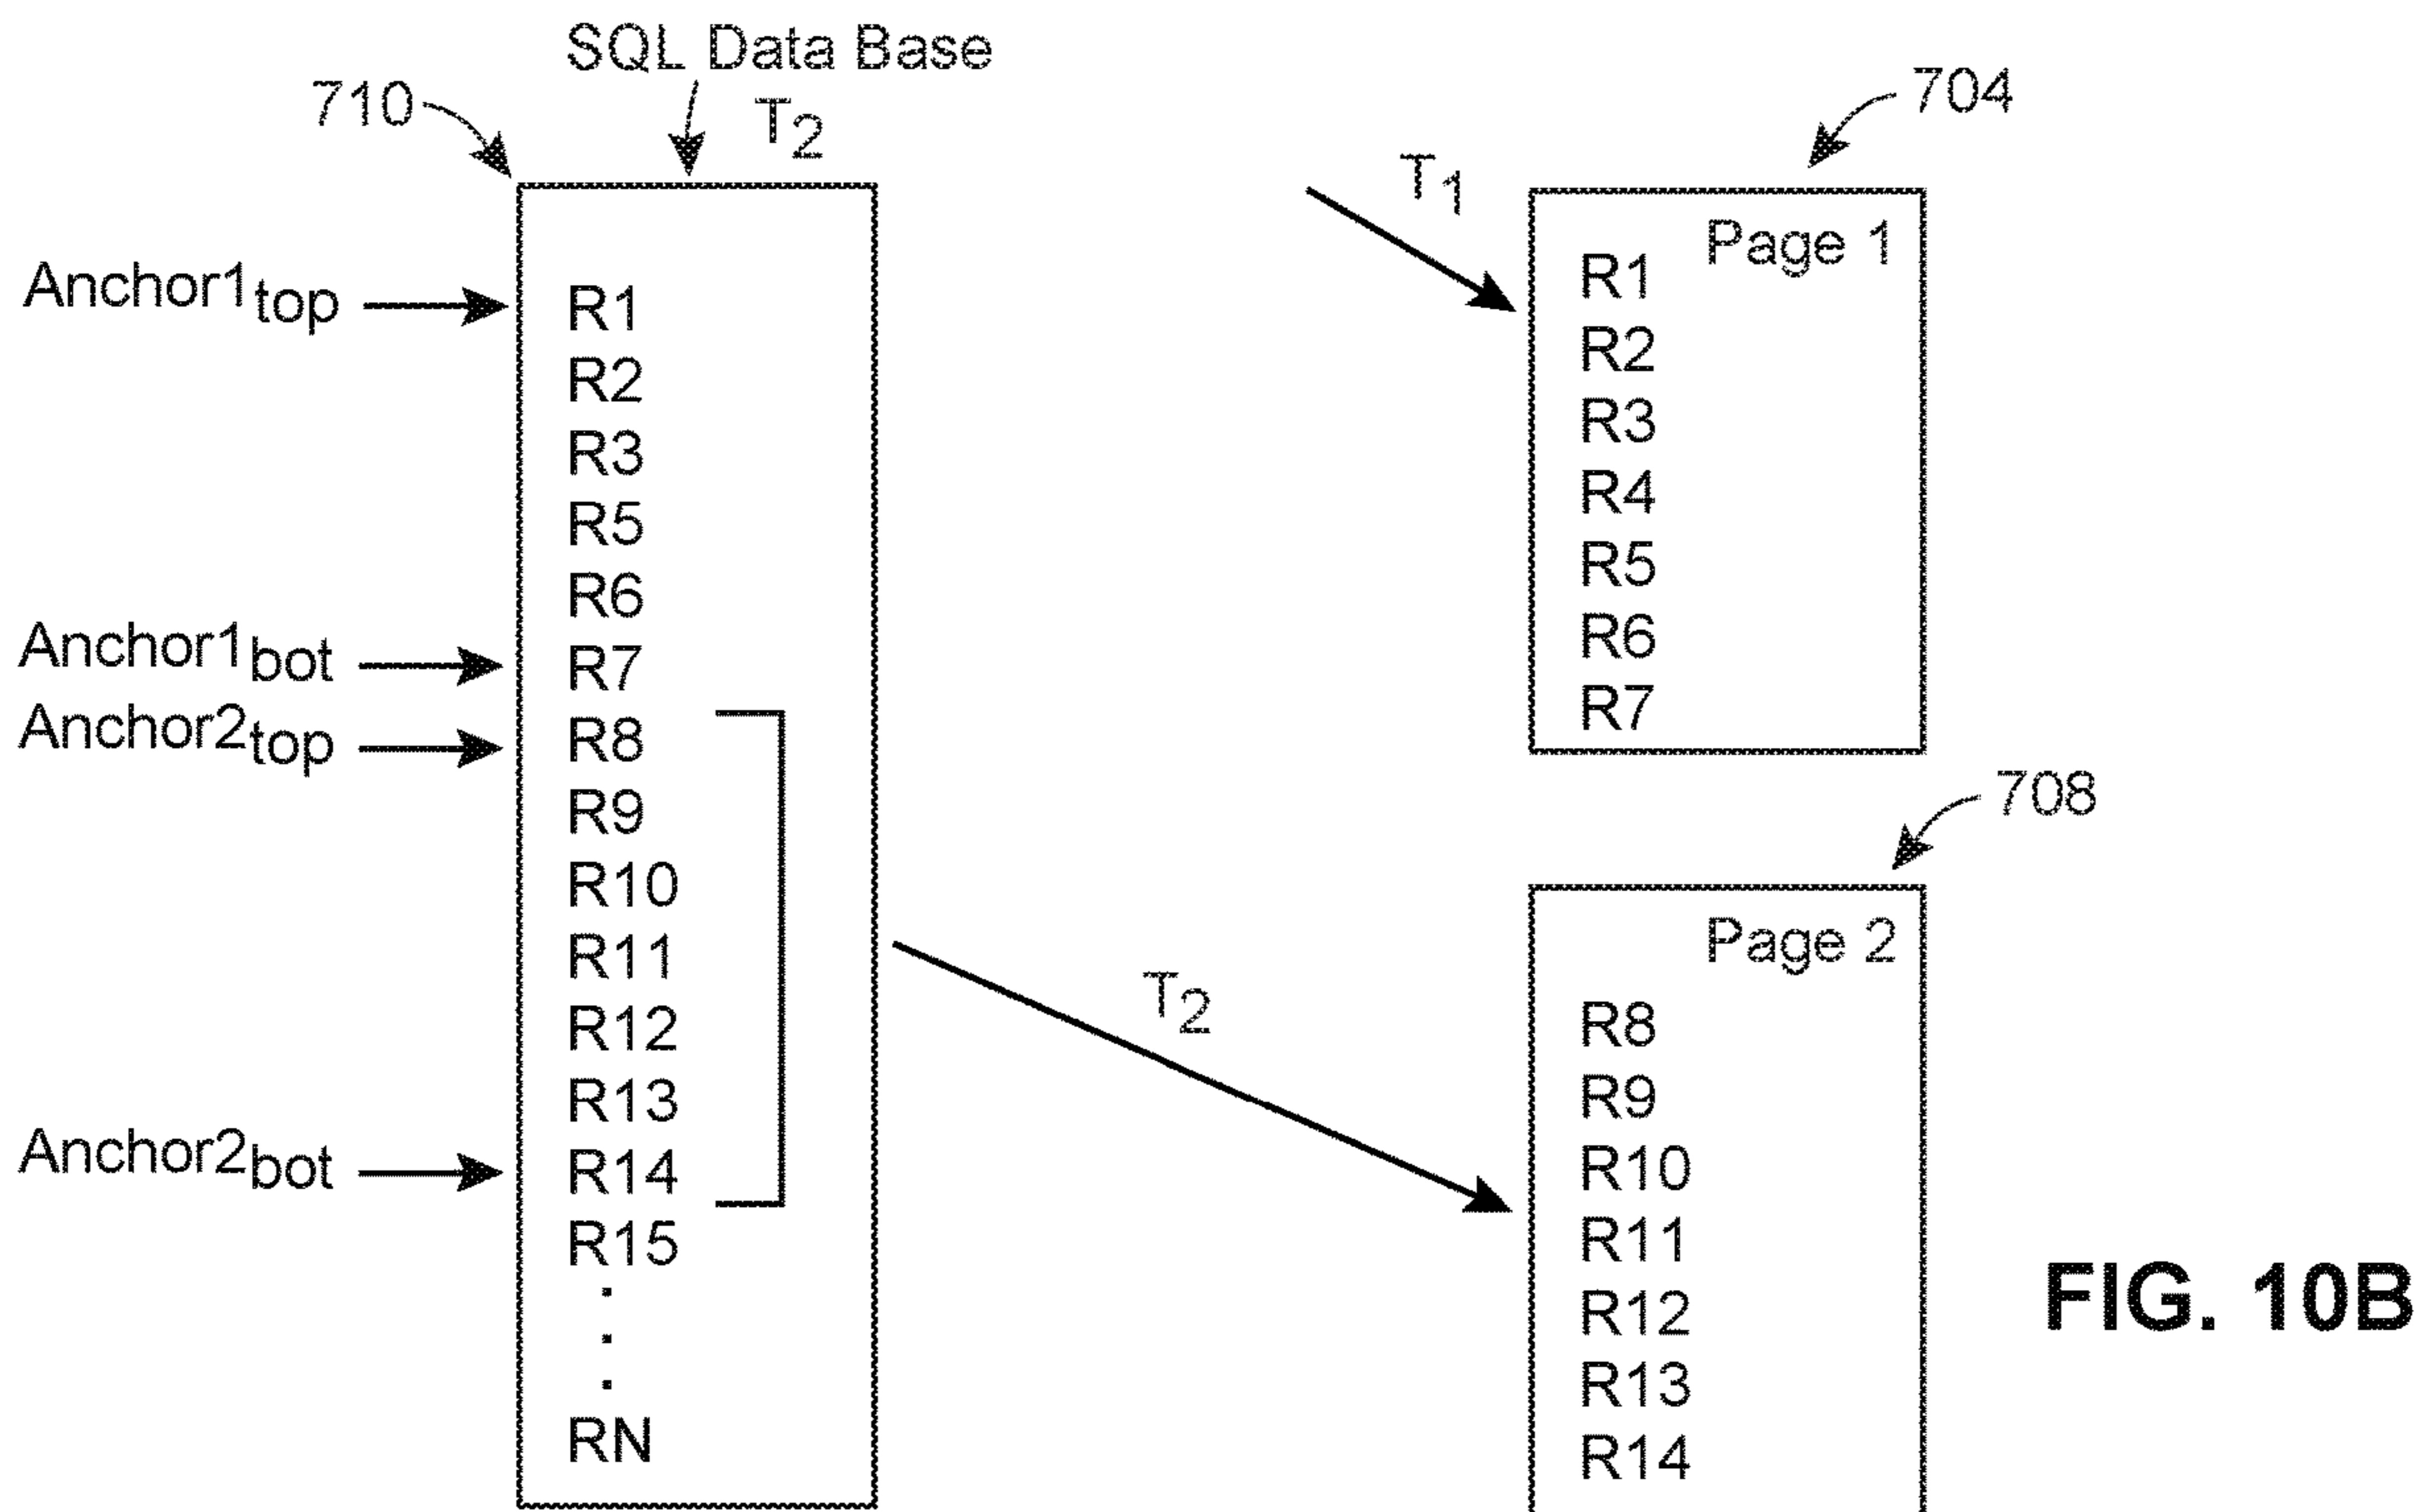 SQL Data Base
710
T2
Anchor1top
R1
R2
R3
R5
R6
Anchor1bot
R7
Anchor2top
R8
R9
R10
R11
R12
R13
Anchor2bot
R14
R15
.
.
.
RN
T1
704
Page 1
R1
R2
R3
R4
R5
R6
R7
T2
708
Page 2
R8
R9
R10
R11
R12
R13
R14
FIG. 10B